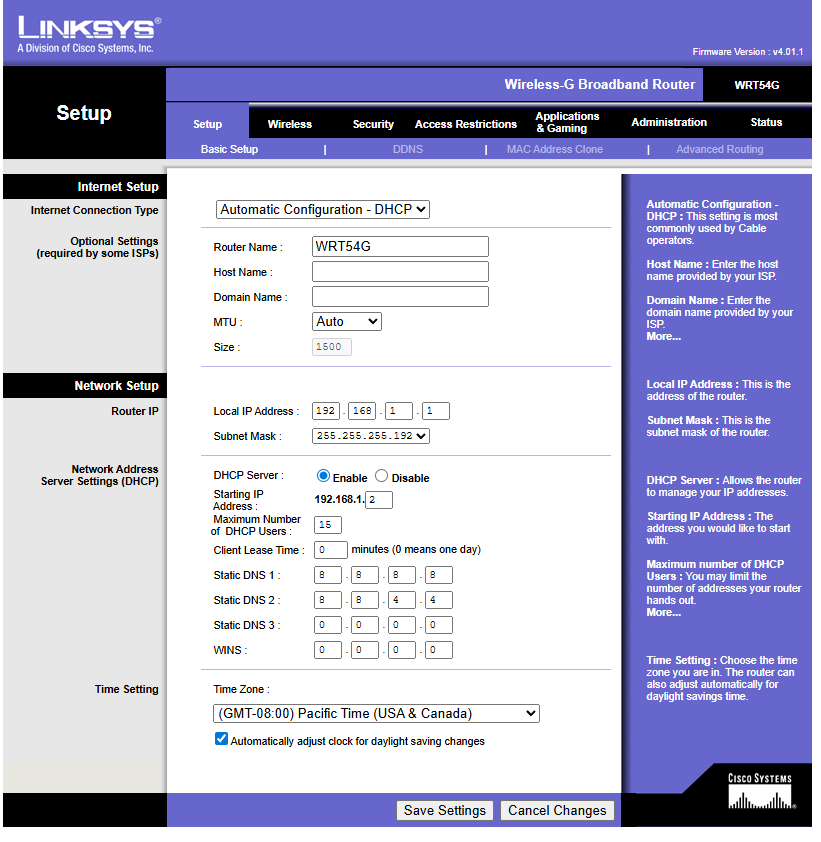 LINKSYS®
A Division of Cisco Systems, Inc.
Firmware Version : v4.01.1
Wireless-G Broadband Router WRT54G
Setup
Setup Wireless Security Access Restrictions Applications & Gaming Administration Status
Basic Setup | DDNS | MAC Address Clone | Advanced Routing
Internet Setup
Internet Connection Type
Automatic Configuration - DHCP
Optional Settings
(required by some ISPs)
Router Name : WRT54G
Host Name :
Domain Name :
MTU : Auto
Size : 1500
Network Setup
Router IP
Local IP Address : 192 . 168 . 1 . 1
Subnet Mask : 255.255.255.192
Network Address
Server Settings (DHCP)
DHCP Server : Enable Disable
Starting IP
Address : 192.168.1. 2
Maximum Number
of DHCP Users : 15
Client Lease Time : 0 minutes (0 means one day)
Static DNS 1 : 8 . 8 . 8 . 8
Static DNS 2 : 8 . 8 . 4 . 4
Static DNS 3 : 0 . 0 . 0 . 0
WINS : 0 . 0 . 0 . 0
Time Setting
Time Zone :
(GMT-08:00) Pacific Time (USA & Canada)
Automatically adjust clock for daylight saving changes
Automatic Configuration -
DHCP : This setting is most
commonly used by Cable
operators.
Host Name : Enter the host
name provided by your ISP.
Domain Name : Enter the
domain name provided by your
ISP.
More...
Local IP Address : This is the
address of the router.
Subnet Mask : This is the
subnet mask of the router.
DHCP Server : Allows the router
to manage your IP addresses.
Starting IP Address : The
address you would like to start
with.
Maximum number of DHCP
Users : You may limit the
number of addresses your router
hands out.
More...
Time Setting : Choose the time
zone you are in. The router can
also adjust automatically for
daylight savings time.
CISCO SYSTEMS
Save Settings Cancel Changes